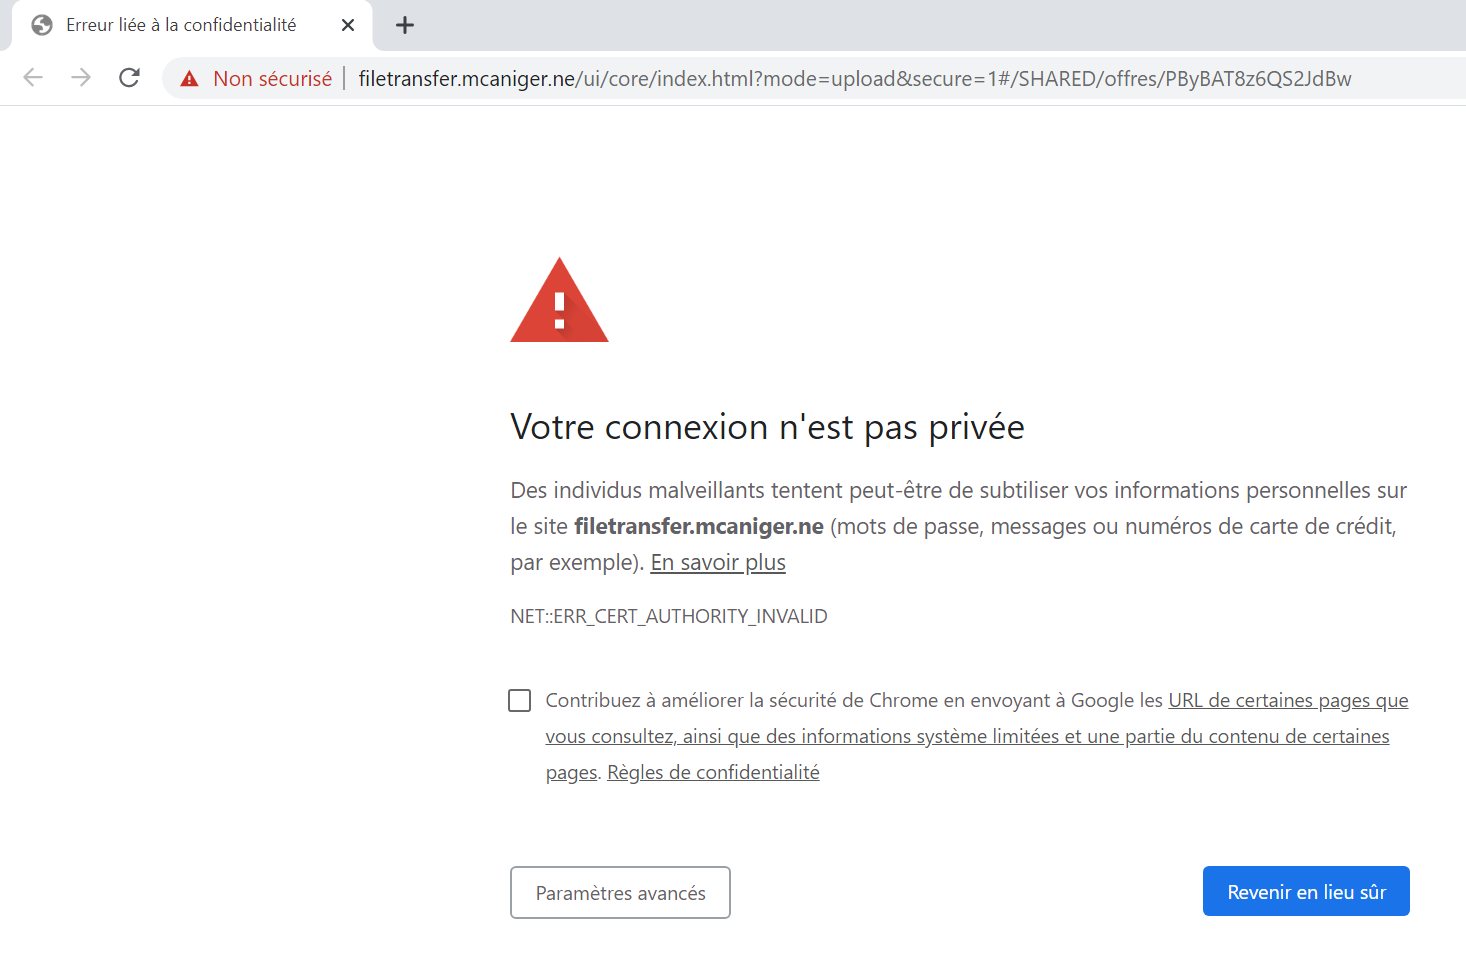 Erreur liée à la confidentialité
Non sécurisé filetransfer.mcaniger.ne/ui/core/index.html?mode=upload&secure=1#/SHARED/offres/PByBAT8z6QS2JdBw
Votre connexion n'est pas privée
Des individus malveillants tentent peut-être de subtiliser vos informations personnelles sur
le site filetransfer.mcaniger.ne (mots de passe, messages ou numéros de carte de crédit,
par exemple). En savoir plus
NET::ERR_CERT_AUTHORITY_INVALID
Contribuez à améliorer la sécurité de Chrome en envoyant à Google les URL de certaines pages que
vous consultez, ainsi que des informations système limitées et une partie du contenu de certaines
pages. Règles de confidentialité
Paramètres avancés
Revenir en lieu sûr